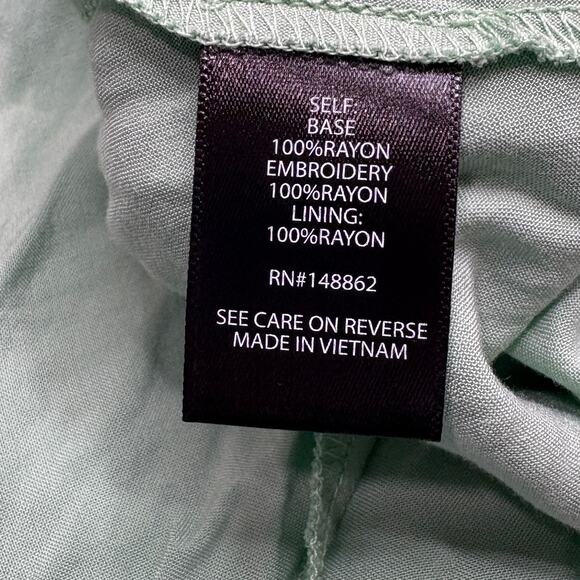 SELF:
BASE
100%RAYON
EMBROIDERY
100%RAYON
LINING:
100%RAYON
RN#148862
SEE CARE ON REVERSE
MADE IN VIETNAM